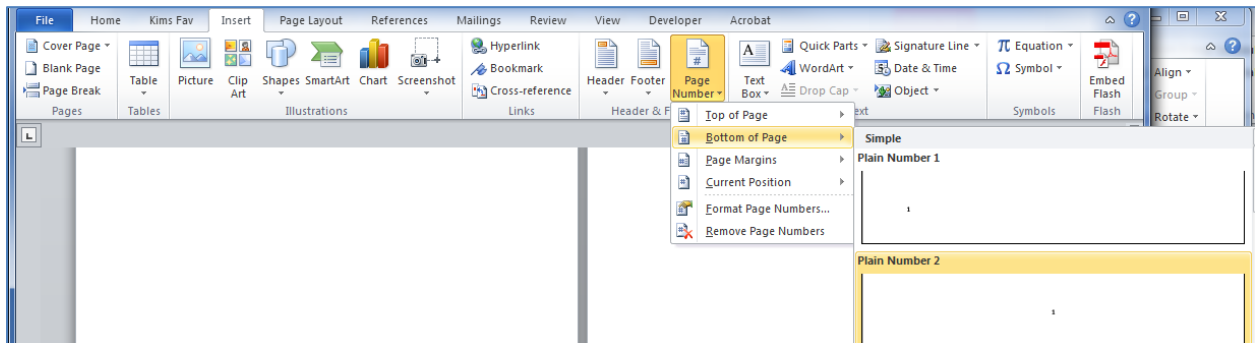 File Home Kims Fav Insert Page Layout References Mailings Review View Developer Acrobat
Cover Page
Blank Page
Page Break
Pages
Table
Tables
Picture
Clip
Art
Shapes
SmartArt
Chart
Screenshot
Illustrations
Hyperlink
Bookmark
Cross-reference
Links
Header
Footer
Page
Number
Header & F
Text
Box
Quick Parts
WordArt
Drop Cap
Signature Line
Date & Time
Object
Equation
Symbol
Symbols
Embed
Flash
Flash
Align
Group
Rotate
Top of Page
Bottom of Page
Page Margins
Current Position
Format Page Numbers...
Remove Page Numbers
Simple
Plain Number 1
1
Plain Number 2
1